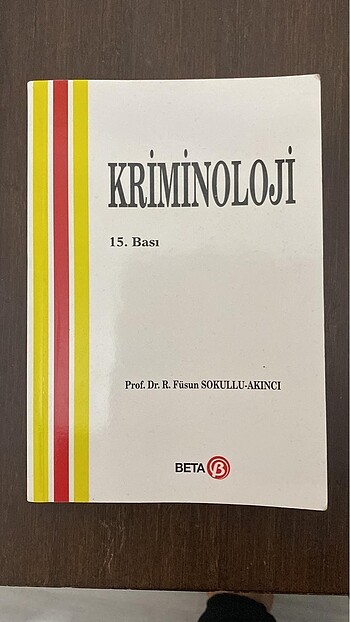 KRİMİNOLOJİ
15. Bası
Prof. Dr. R. Füsun SOKULLU-AKINCI
BETA B